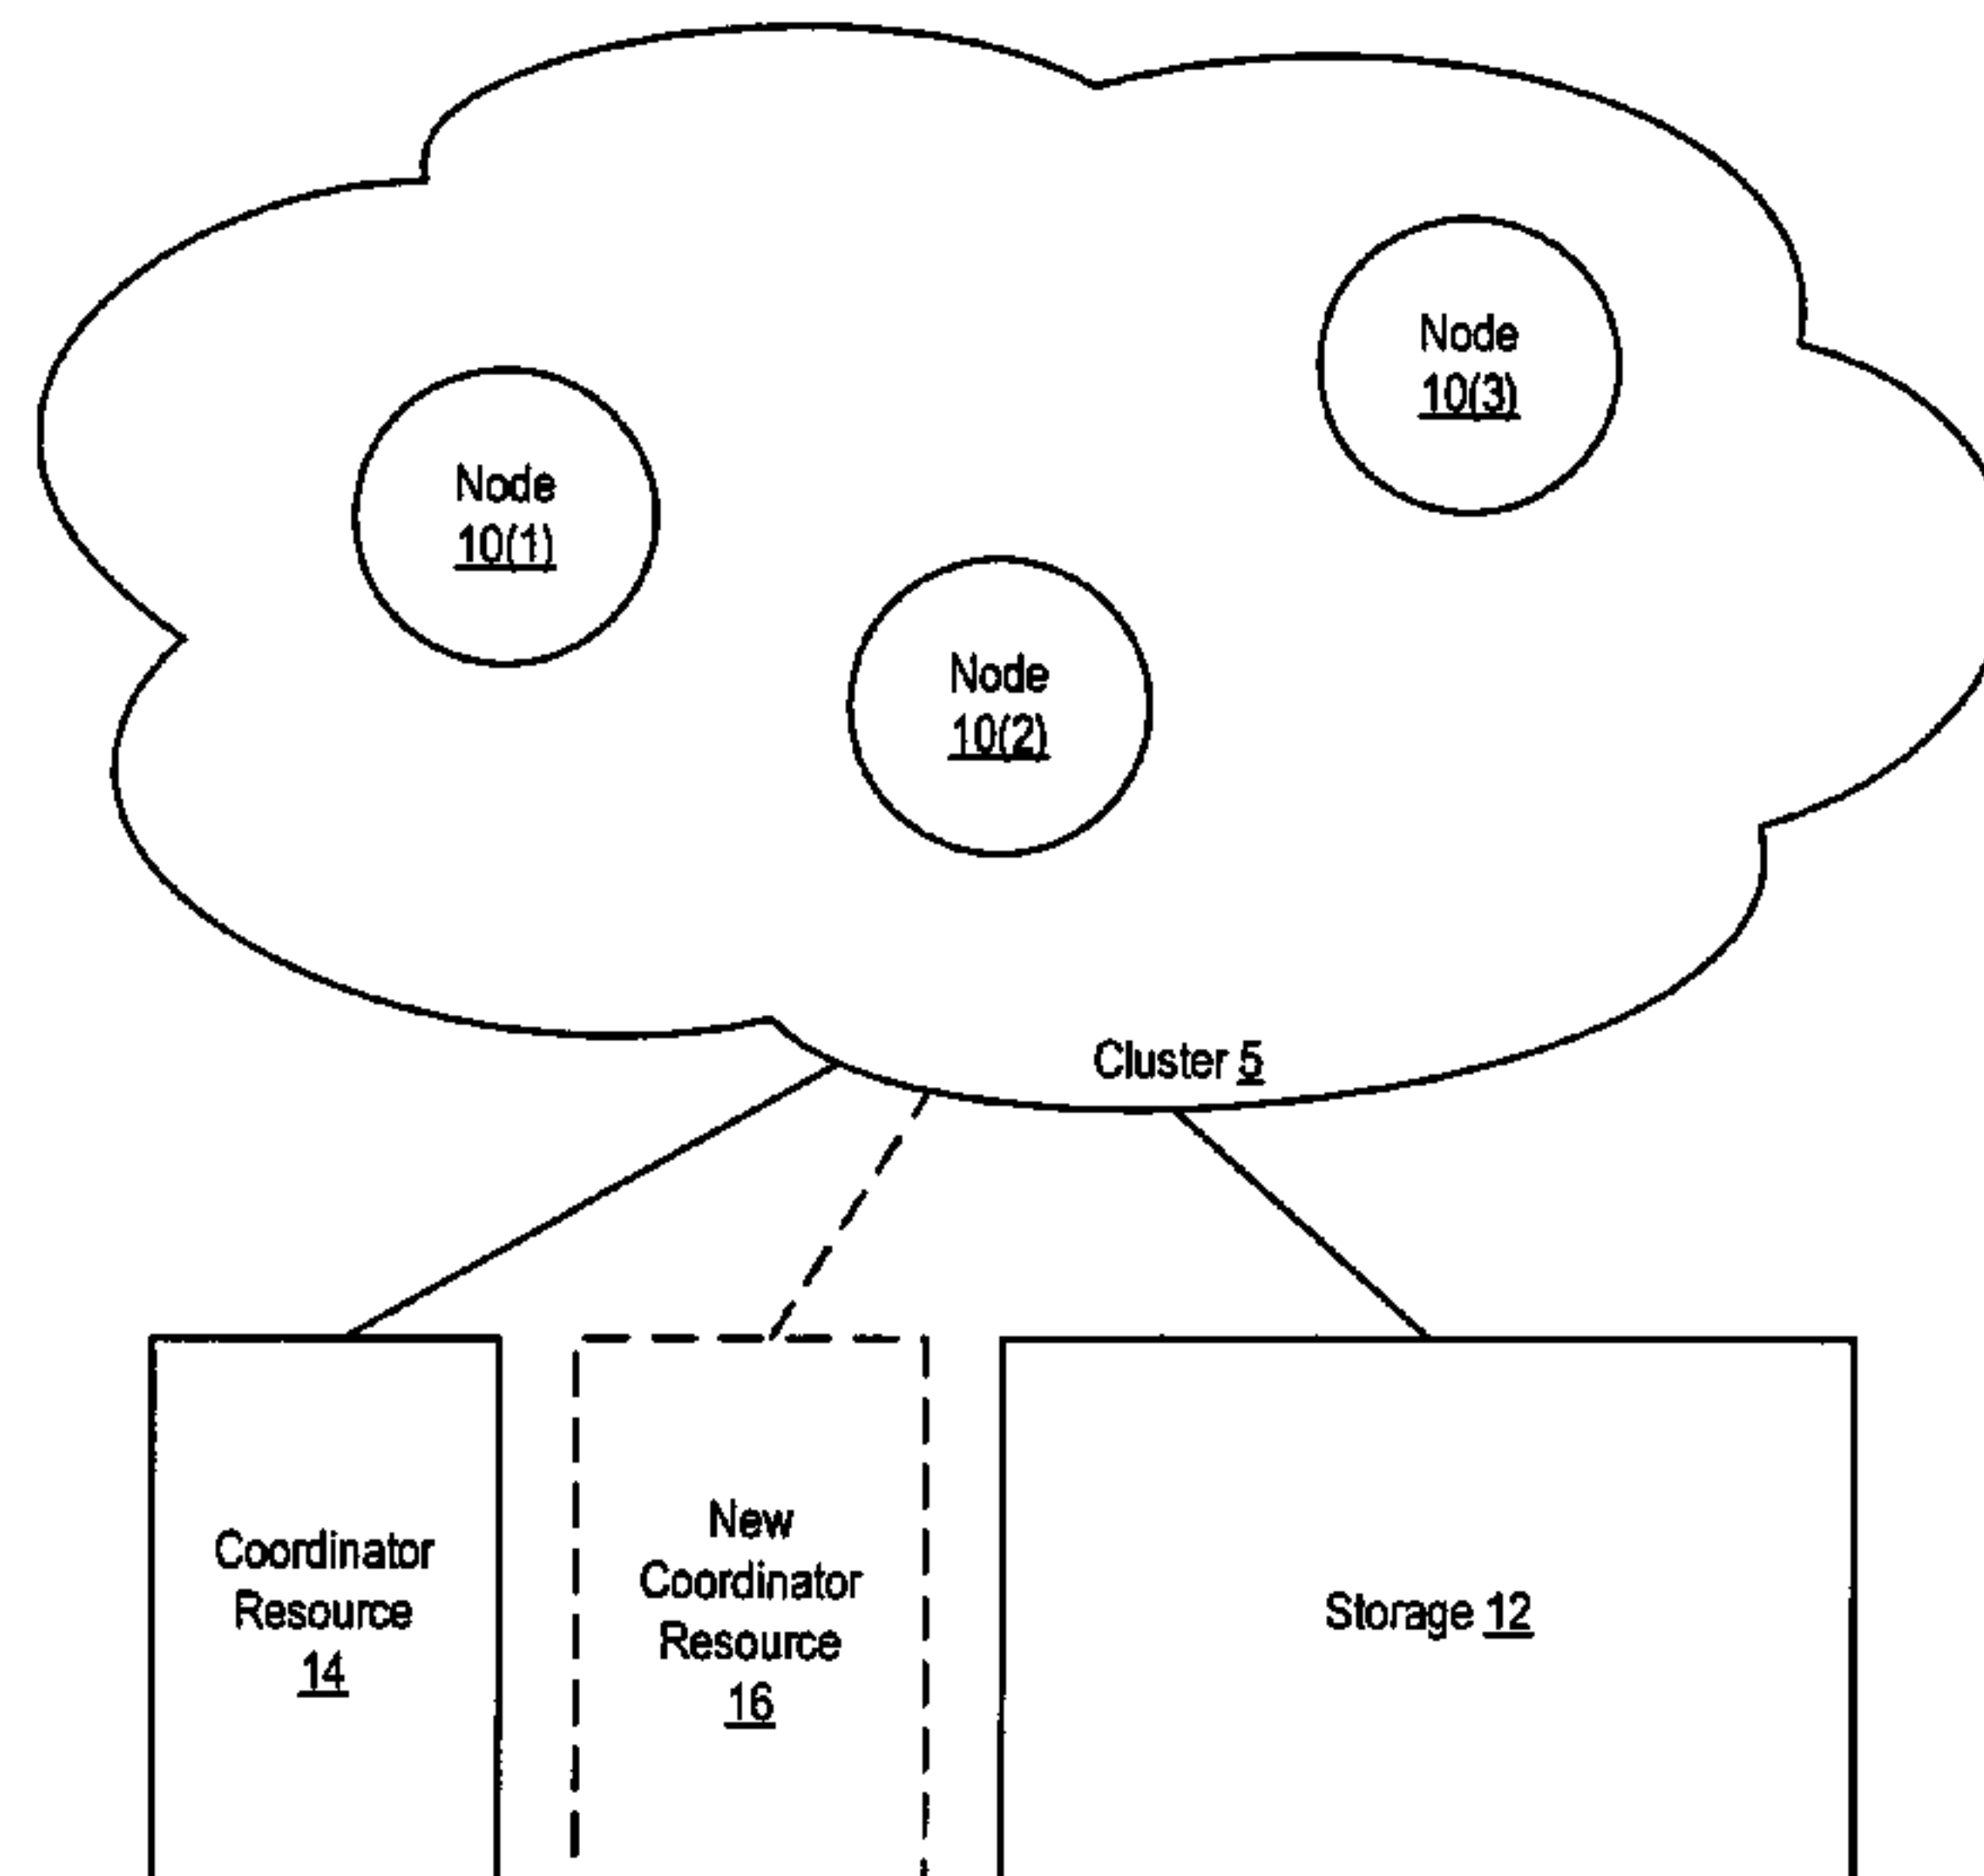 Node
10(3)
Node
10(1)
Node
10(2)
Cluster 5
Coordinator
Resource
14
New
Coordinator
Resource
16
Storage 12